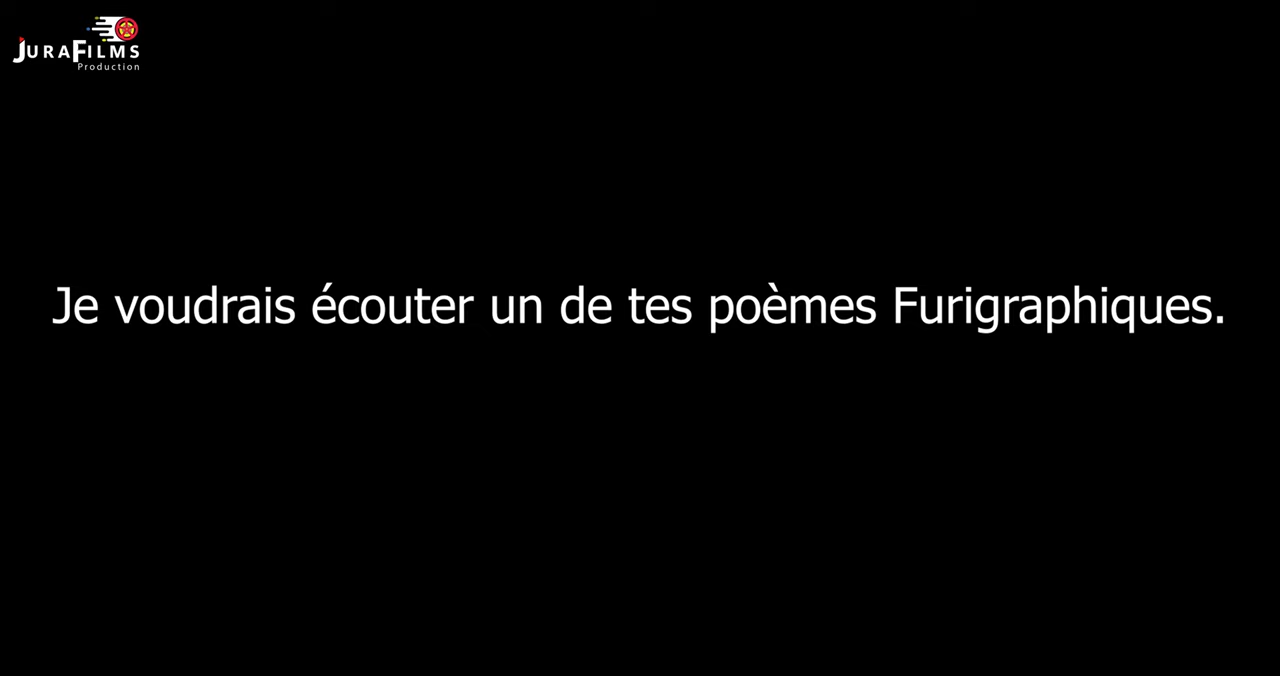 JURAFILMS
Production
Je voudrais écouter un de tes poèmes Furigraphiques.